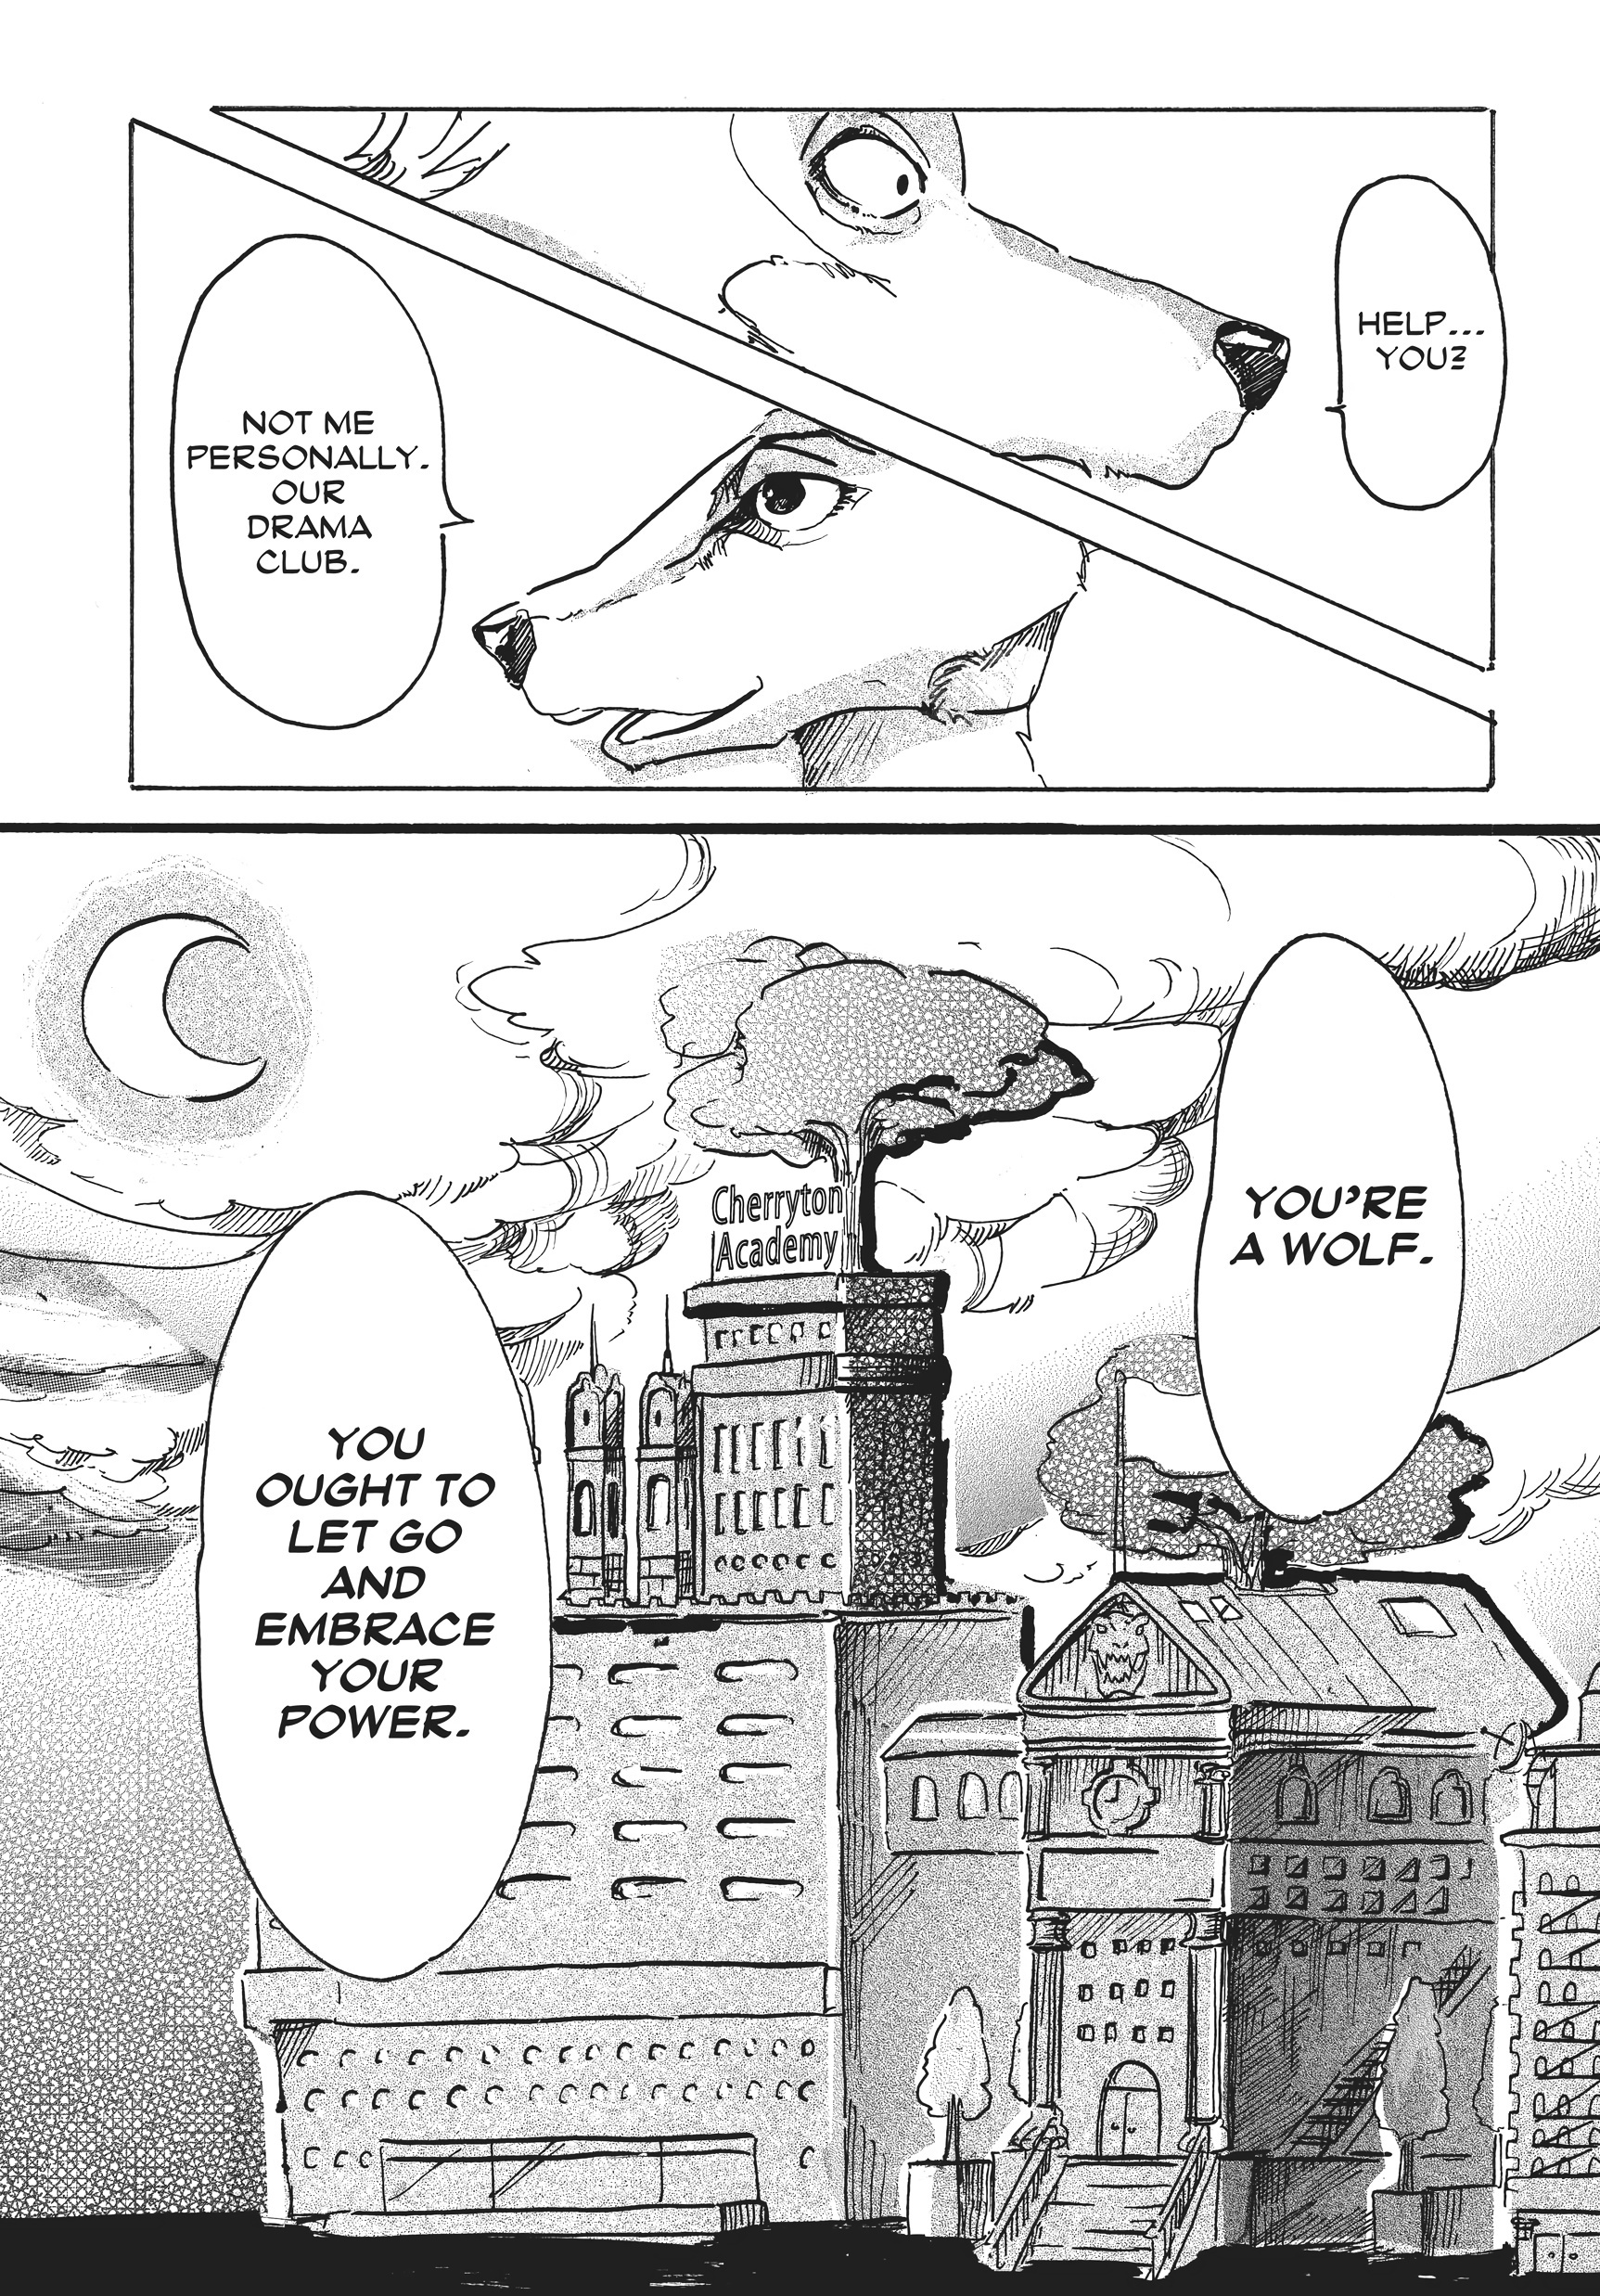 HELP...
YOU?
NOT ME
PERSONALLY.
OUR
DRAMA
CLUB.
YOU'RE
A WOLF.
Cherryton
Academy
YOU
OUGHT TO
LET GO
AND
EMBRACE
YOUR
POWER.